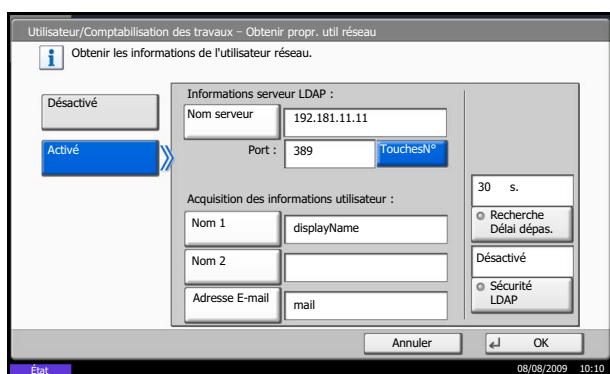 Utilisateur/Comptabilisation des travaux − Obtenir propr. util réseau
Obtenir les informations de l'utilisateur réseau.
Désactivé
Activé
Informations serveur LDAP :
Nom serveur
192.181.11.11
Port :
389
TouchesN°
Acquisition des informations utilisateur :
Nom 1
displayName
Nom 2
Adresse E-mail
mail
30 s.
Recherche
Délai dépas.
Désactivé
Sécurité
LDAP
Annuler
OK
État
08/08/2009 10:10